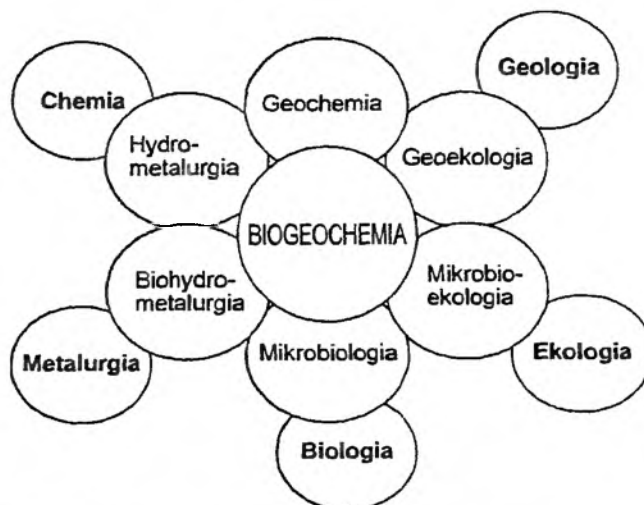 Chemia
Geologia
Geochemia
Hydro-
metalurgia
Geoekologia
BIOGEOCHEMIA
Biohydro-
metalurgia
Mikrobio-
ekologia
Mikrobiologia
Metalurgia
Ekologia
Biologia